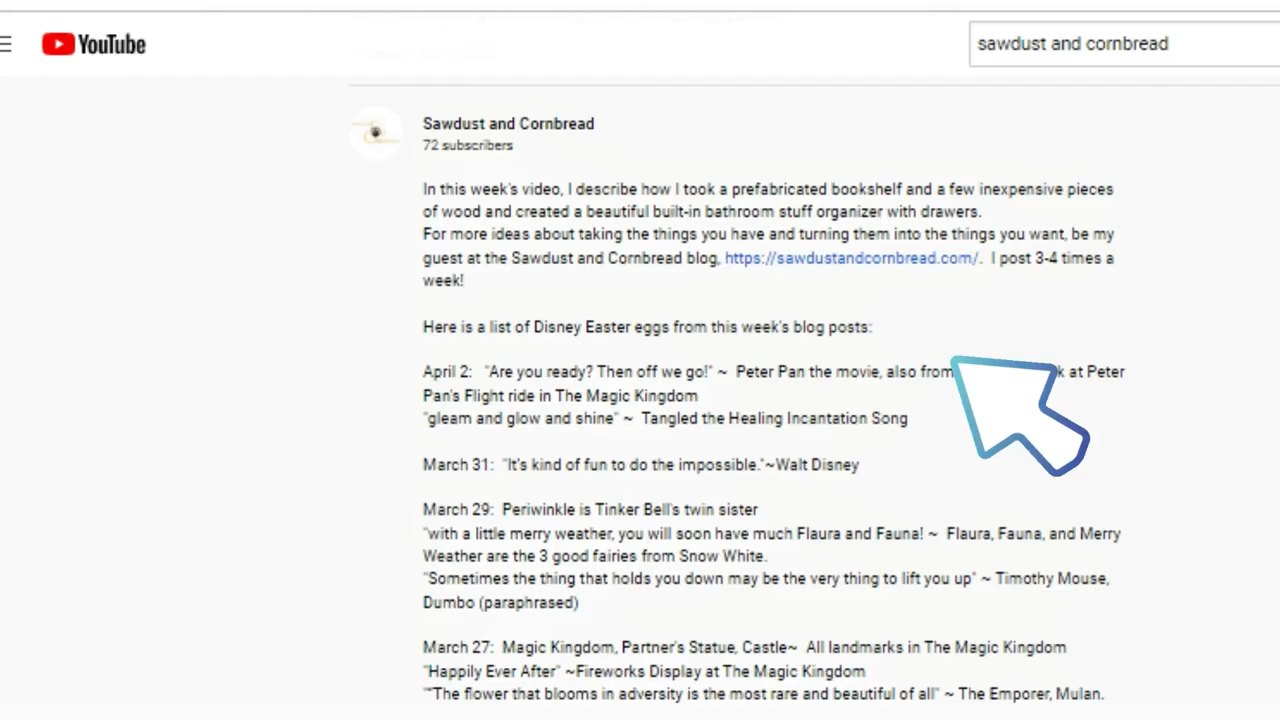 YouTube
sawdust and cornbread
Sawdust and Cornbread
72 subscribers
In this week's video, I describe how I took a prefabricated bookshelf and a few inexpensive pieces
of wood and created a beautiful built-in bathroom stuff organizer with drawers.
For more ideas about taking the things you have and turning them into the things you want, be my
guest at the Sawdust and Cornbread blog, https://sawdustandcornbread.com/. I post 3-4 times a
week!
Here is a list of Disney Easter eggs from this week's blog posts:
April 2: "Are you ready? Then off we go!" ~ Peter Pan the movie, also from at Peter
Pan's Flight ride in The Magic Kingdom
"gleam and glow and shine" ~ Tangled the Healing Incantation Song
March 31: "It's kind of fun to do the impossible."~Walt Disney
March 29: Periwinkle is Tinker Bell's twin sister
"with a little merry weather, you will soon have much Flaura and Fauna! ~ Flaura, Fauna, and Merry
Weather are the 3 good fairies from Snow White.
"Sometimes the thing that holds you down may be the very thing to lift you up" ~ Timothy Mouse,
Dumbo (paraphrased)
March 27: Magic Kingdom, Partner's Statue, Castle~ All landmarks in The Magic Kingdom
"Happily Ever After" ~Fireworks Display at The Magic Kingdom
""The flower that blooms in adversity is the most rare and beautiful of all" ~ The Emporer, Mulan.